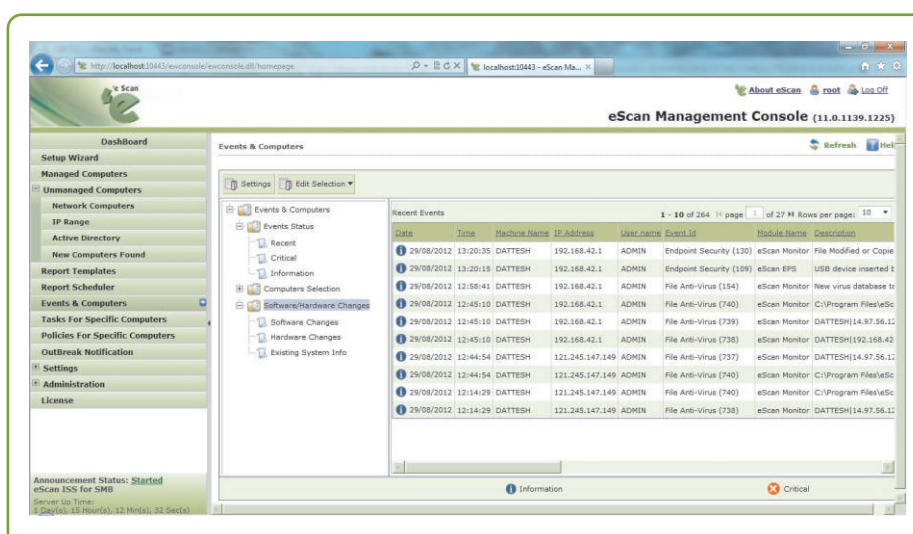 http://localhost:10443/ewconsole/ewconsole.dll/homepage
localhost:10443 - eScan Ma...
e Scan
About eScan root Log Off
eScan Management Console (11.0.1139.1225)
DashBoard
Setup Wizard
Managed Computers
Unmanaged Computers
Network Computers
IP Range
Active Directory
New Computers Found
Report Templates
Report Scheduler
Events & Computers
Tasks For Specific Computers
Policies For Specific Computers
OutBreak Notification
Settings
Administration
License
Announcement Status: Started
eScan ISS for SMB
Server Up Time:
1 Day(s), 15 Hour(s), 12 Min(s), 32 Sec(s)
Events & Computers
Refresh Hel
Settings Edit Selection
Events & Computers
Events Status
Recent
Critical
Information
Computers Selection
Software/Hardware Changes
Software Changes
Hardware Changes
Existing System Info
Recent Events 1 - 10 of 264 page 1 of 27 Rows per page: 10
Date Time Machine Name IP Address User name Event Id Module Name Description
29/08/2012 13:20:35 DATTESH 192.168.42.1 ADMIN Endpoint Security (130) eScan Monitor File Modified or Copie
29/08/2012 13:20:15 DATTESH 192.168.42.1 ADMIN Endpoint Security (109) eScan EPS USB device inserted b
29/08/2012 12:58:41 DATTESH 192.168.42.1 ADMIN File Anti-Virus (154) eScan Monitor New virus database ta
29/08/2012 12:45:10 DATTESH 192.168.42.1 ADMIN File Anti-Virus (740) eScan Monitor C:\Program Files\eSc
29/08/2012 12:45:10 DATTESH 192.168.42.1 ADMIN File Anti-Virus (739) eScan Monitor DATTESH|14.97.56.12
29/08/2012 12:45:10 DATTESH 192.168.42.1 ADMIN File Anti-Virus (738) eScan Monitor DATTESH|192.168.42
29/08/2012 12:44:54 DATTESH 121.245.147.149 ADMIN File Anti-Virus (737) eScan Monitor DATTESH|14.97.56.12
29/08/2012 12:44:54 DATTESH 121.245.147.149 ADMIN File Anti-Virus (740) eScan Monitor C:\Program Files\eSc
29/08/2012 12:14:29 DATTESH 121.245.147.149 ADMIN File Anti-Virus (740) eScan Monitor C:\Program Files\eSc
29/08/2012 12:14:29 DATTESH 121.245.147.149 ADMIN File Anti-Virus (738) eScan Monitor DATTESH|14.97.56.12
Information Critical